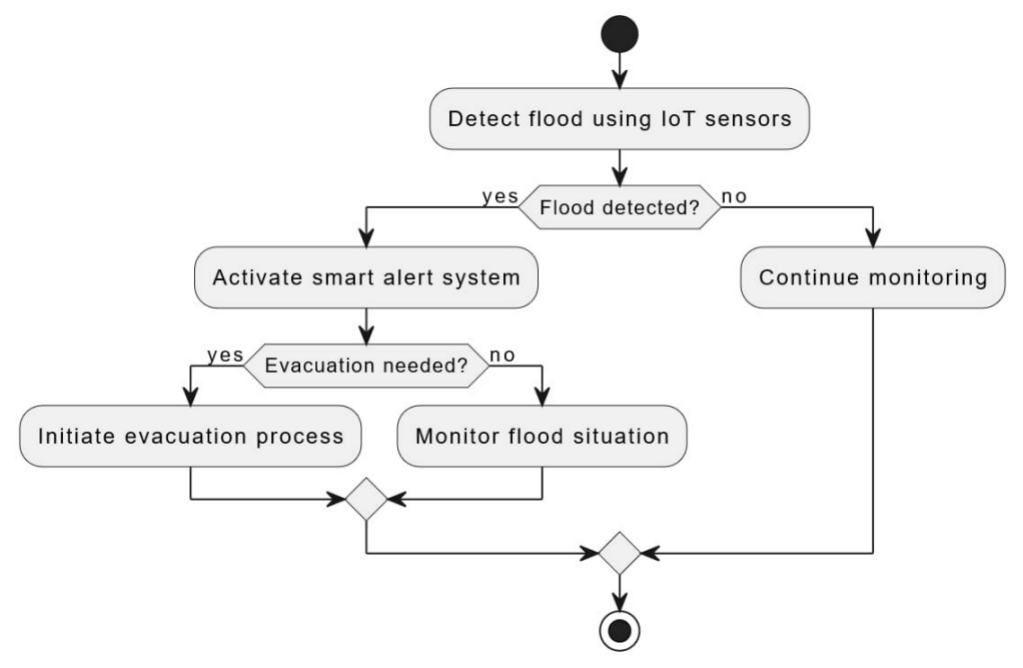 Detect flood using IoT sensors
yes
Flood detected?
no
Activate smart alert system
Continue monitoring
yes
Evacuation needed?
no
Initiate evacuation process
Monitor flood situation